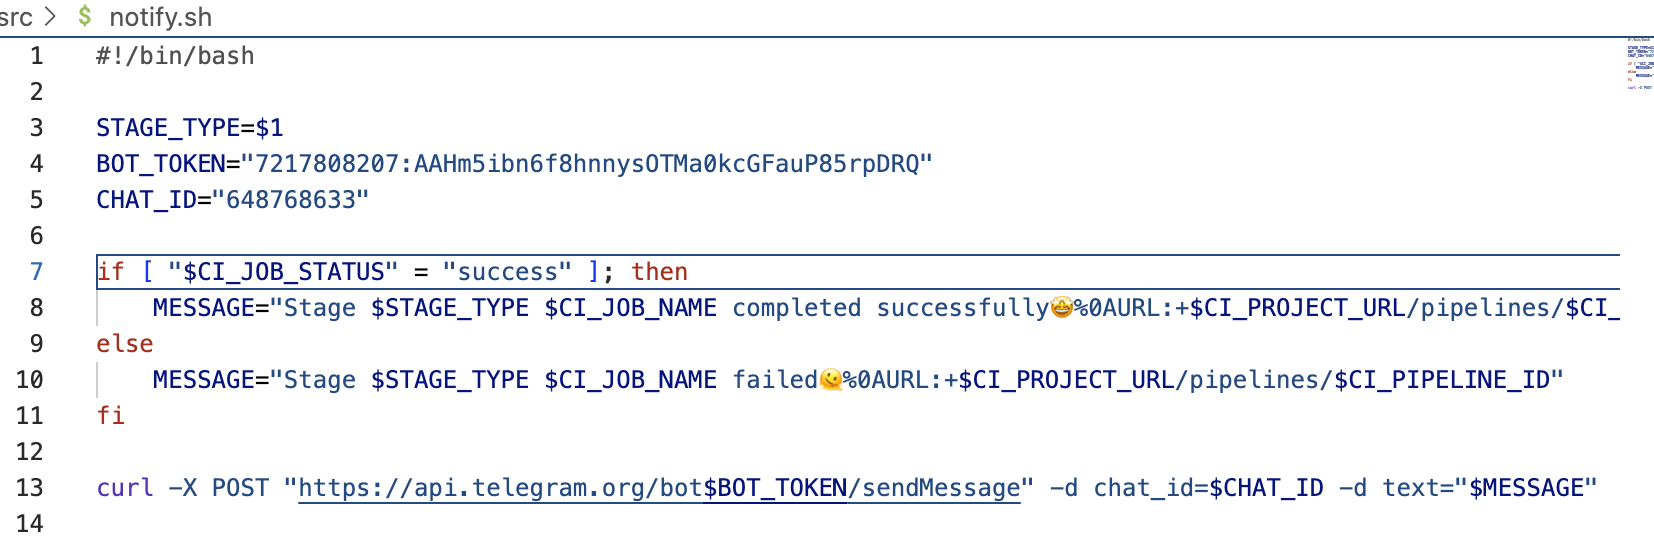 src > $ notify.sh
1 #!/bin/bash
2
3 STAGE_TYPE=$1
4 BOT_TOKEN="7217808207:AAHm5ibn6f8hnnysOTMa0kcGFauP85rpDRQ"
5 CHAT_ID="648768633"
6
7 if [ "$CI_JOB_STATUS" = "success" ]; then
8 MESSAGE="Stage $STAGE_TYPE $CI_JOB_NAME completed successfully🤩%0AURL:+$CI_PROJECT_URL/pipelines/$CI_
9 else
10 MESSAGE="Stage $STAGE_TYPE $CI_JOB_NAME failed🫠%0AURL:+$CI_PROJECT_URL/pipelines/$CI_PIPELINE_ID"
11 fi
12
13 curl -X POST "https://api.telegram.org/bot$BOT_TOKEN/sendMessage" -d chat_id=$CHAT_ID -d text="$MESSAGE"
14